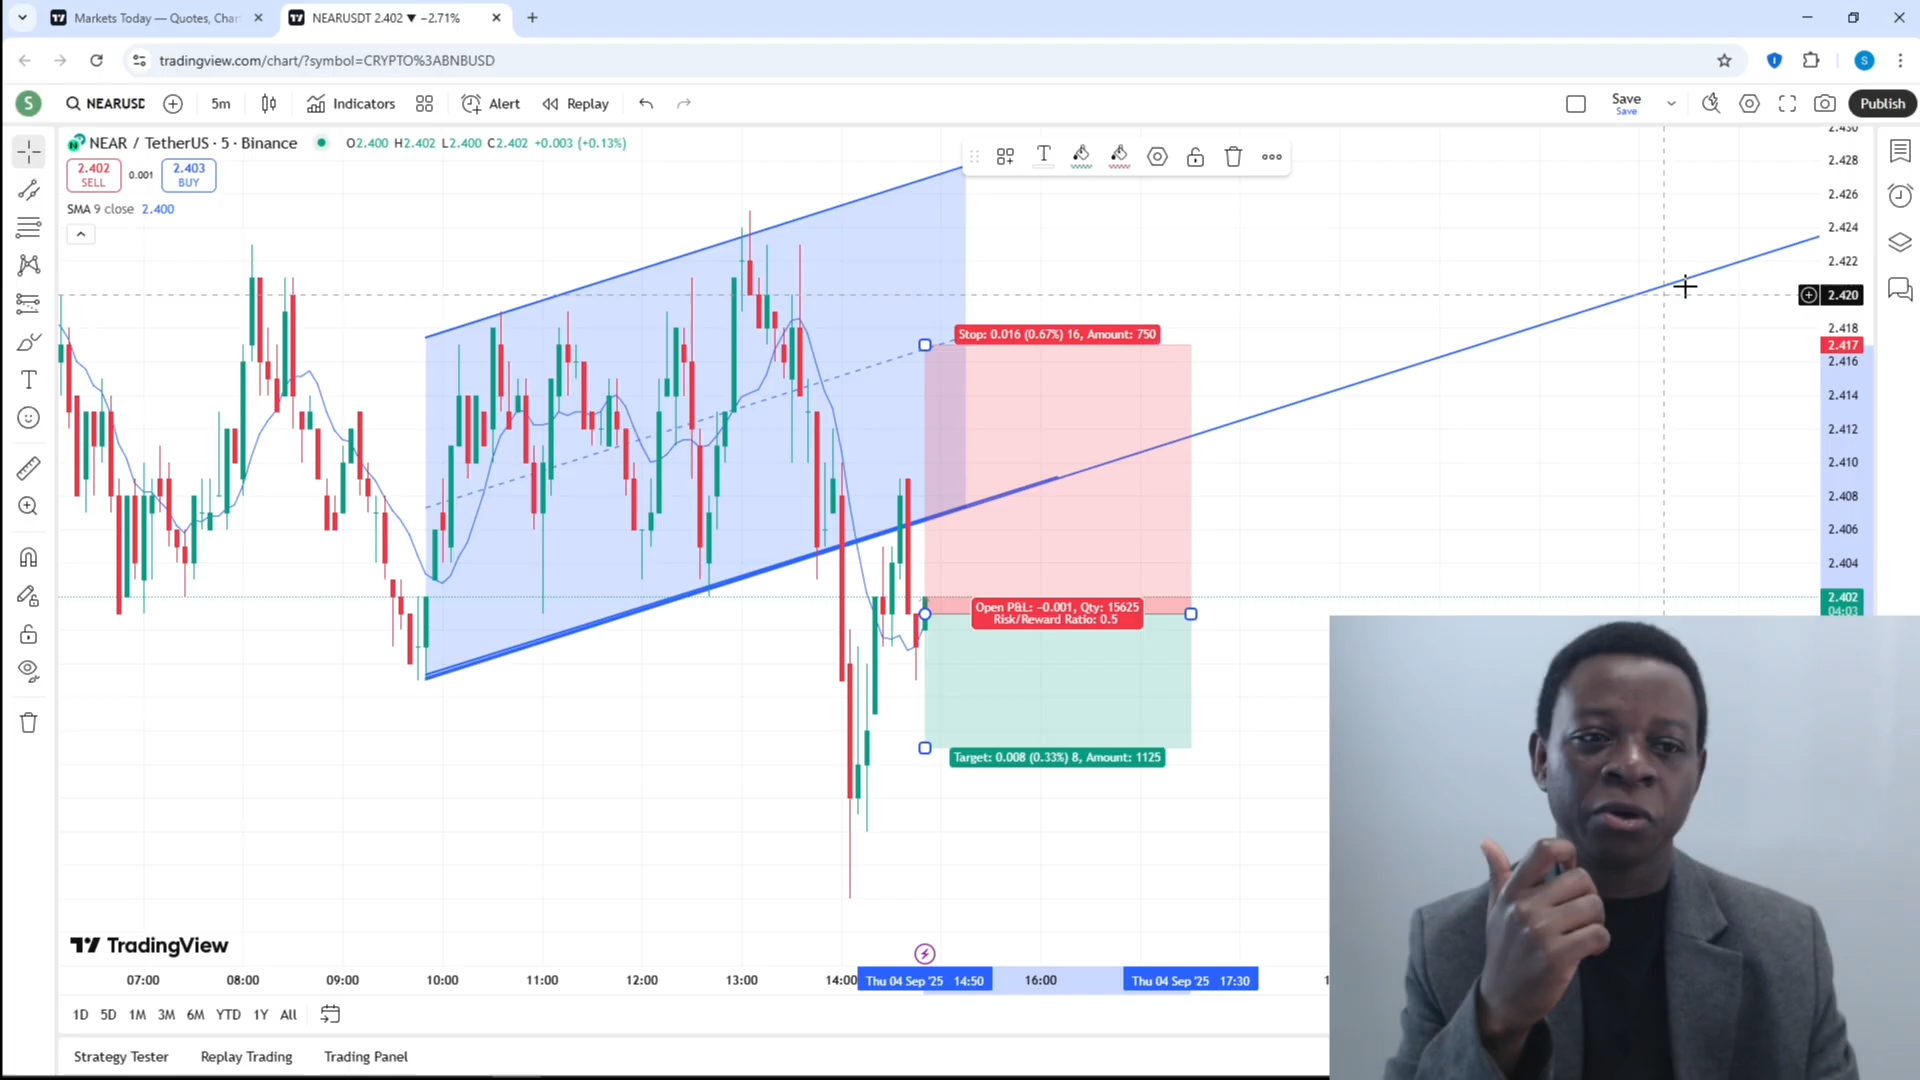 Markets Today — Quotes, Char
NEARUSDT 2.402 ▼ −2.71%
tradingview.com/chart/?symbol=CRYPTO%3ABNBUSD
S
S
NEARUSD
5m
Indicators
Alert
Replay
Save
Save
Publish
NEAR / TetherUS · 5 · Binance
O2.400 H2.402 L2.400 C2.402 +0.003 (+0.13%)
2.402
SELL
0.001
2.403
BUY
SMA 9 close 2.400
T
T
2.430
2.428
2.426
2.424
2.422
2.420
2.418
2.417
2.416
2.414
2.412
2.410
2.408
2.406
2.404
2.402
04:03
Stop: 0.016 (0.67%) 16, Amount: 750
Open P&L: −0.001, Qty: 15625
Risk/Reward Ratio: 0.5
Target: 0.008 (0.33%) 8, Amount: 1125
TradingView
07:00
08:00
09:00
10:00
11:00
12:00
13:00
14:00
Thu 04 Sep '25 14:50
16:00
Thu 04 Sep '25 17:30
1D 5D 1M 3M 6M YTD 1Y All
Strategy Tester
Replay Trading
Trading Panel